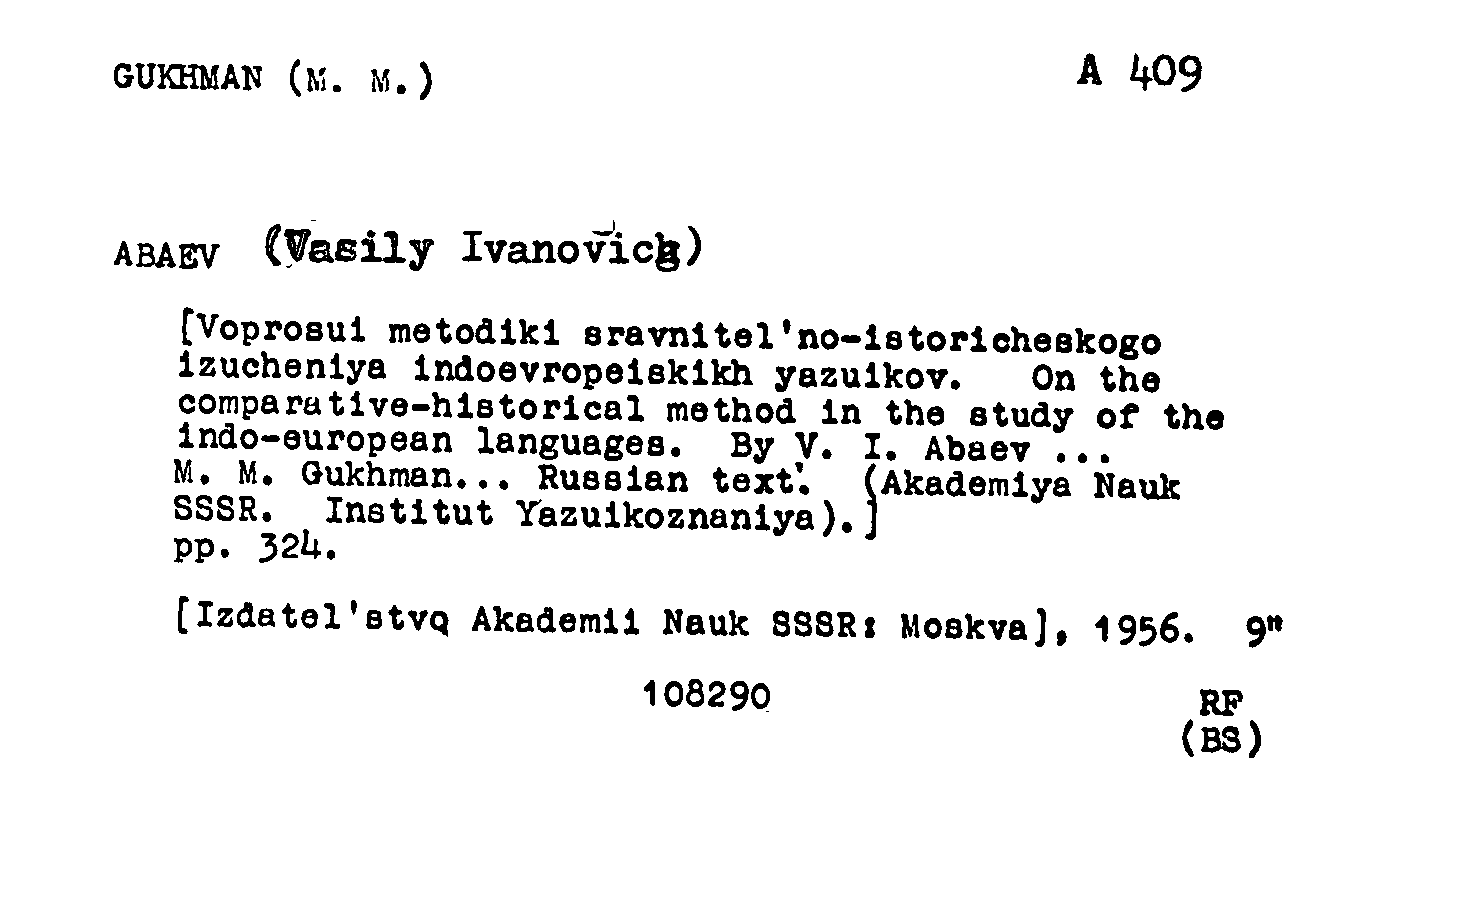 GUKHMAN (M. M.) A 409
ABAEV (Vasily Ivanovich)
[Voprosui metodiki sravnitel'no-istoricheskogo
izucheniya indoevropeiskikh yazuikov. On the
comparative-historical method in the study of the
indo-european languages. By V. I. Abaev ...
M. M. Gukhman... Russian text. (Akademiya Nauk
SSSR. Institut Yazuikoznaniya).]
pp. 324.
[Izdatel'stvo Akademii Nauk SSSR: Moskva], 1956. 9"
108290 RF
(BS)